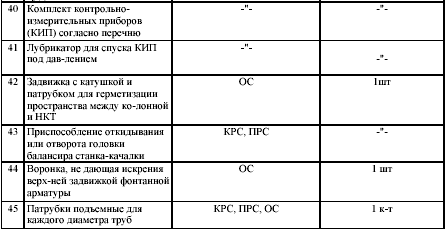 40 Комплект контрольно- -"- -"-
измерительных приборов
(КИП) согласно перечню
41 Лубрикатор для спуска КИП -"-
под дав-лением -"-
42 Задвижка с катушкой и ОС 1шт
патрубком для герметизации
пространства между ко-лонной
и НКТ
43 Приспособление откидывания КРС, ПРС -"-
или отворота головки
балансира станка-качалки
44 Воронка, не дающая искрения ОС 1 шт
верх-ней задвижкой фонтанной
арматуры
45 Патрубки подъемные для КРС, ПРС, ОС 1 к-т
каждого диаметра труб